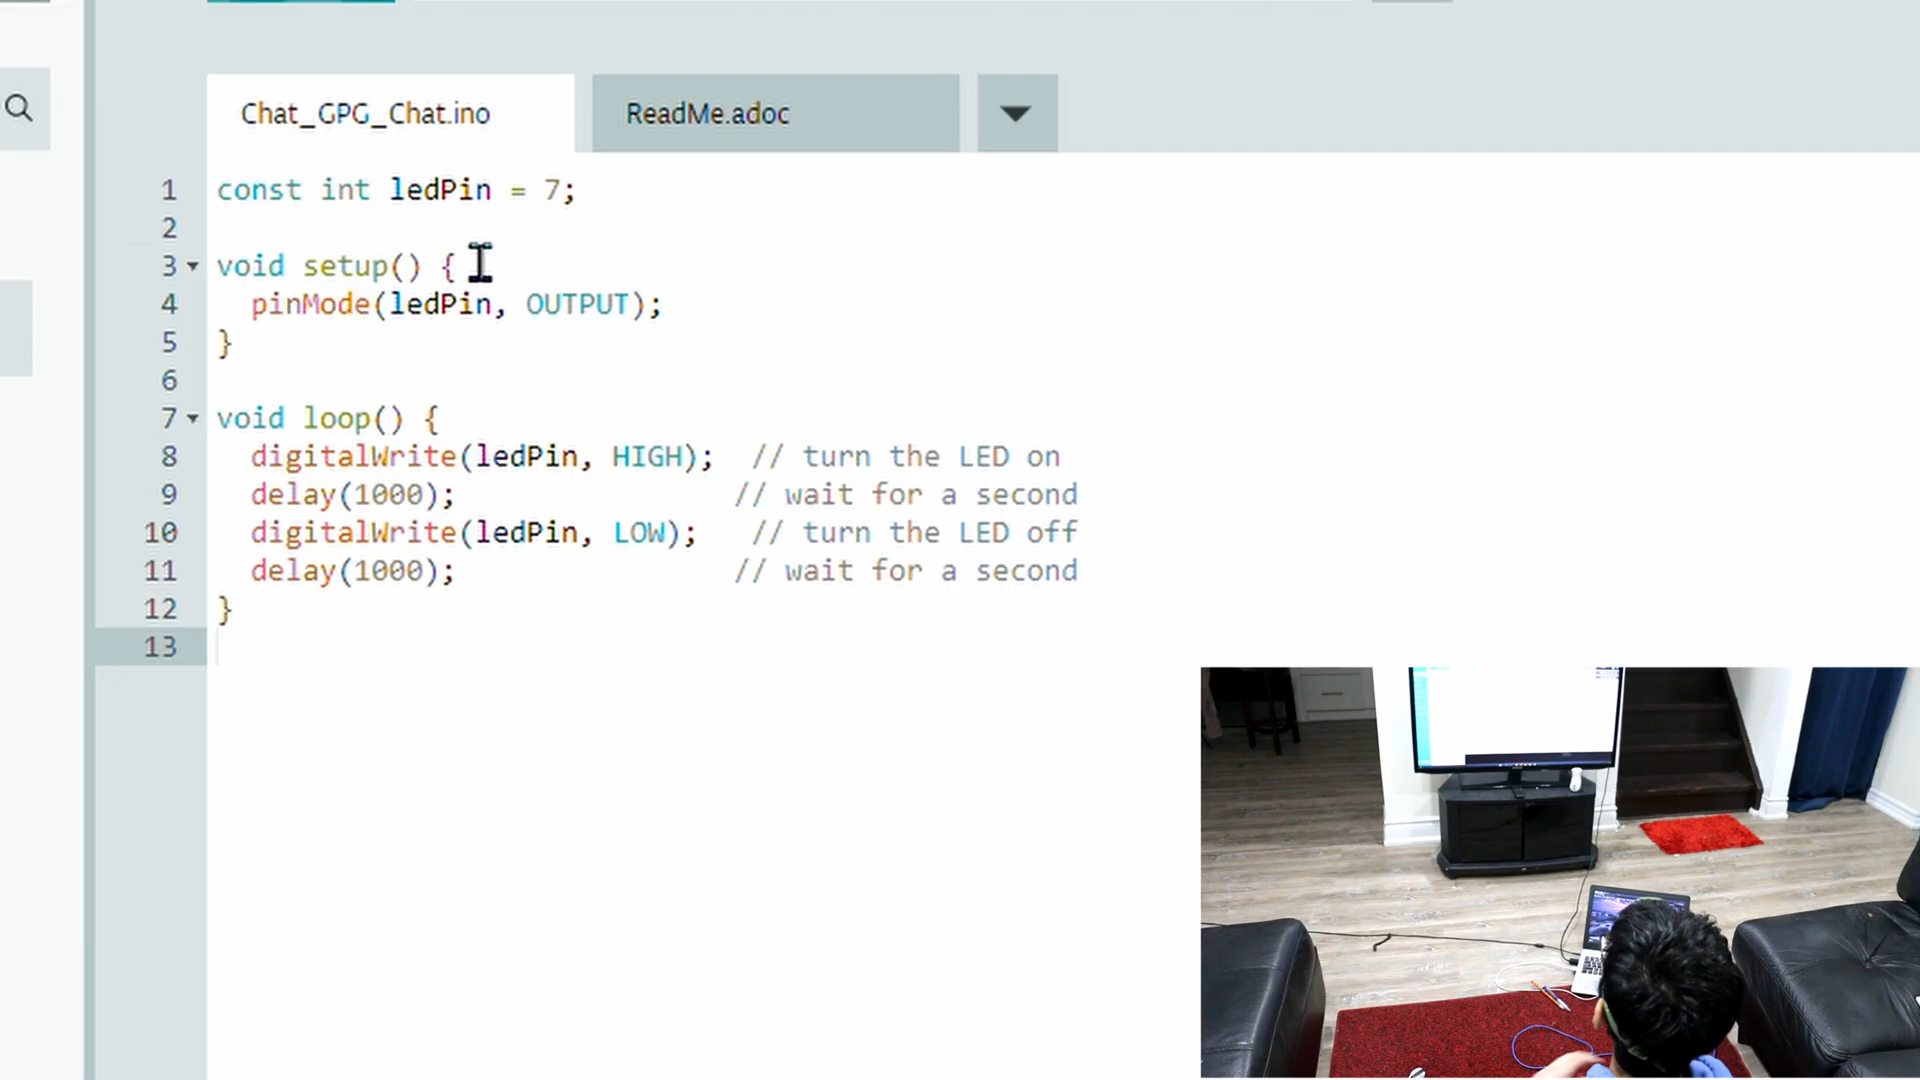 Chat_GPG_Chat.ino ReadMe.adoc
1 const int ledPin = 7;
2
3 void setup() {
4 pinMode(ledPin, OUTPUT);
5 }
6
7 void loop() {
8 digitalWrite(ledPin, HIGH); // turn the LED on
9 delay(1000); // wait for a second
10 digitalWrite(ledPin, LOW); // turn the LED off
11 delay(1000); // wait for a second
12 }
13